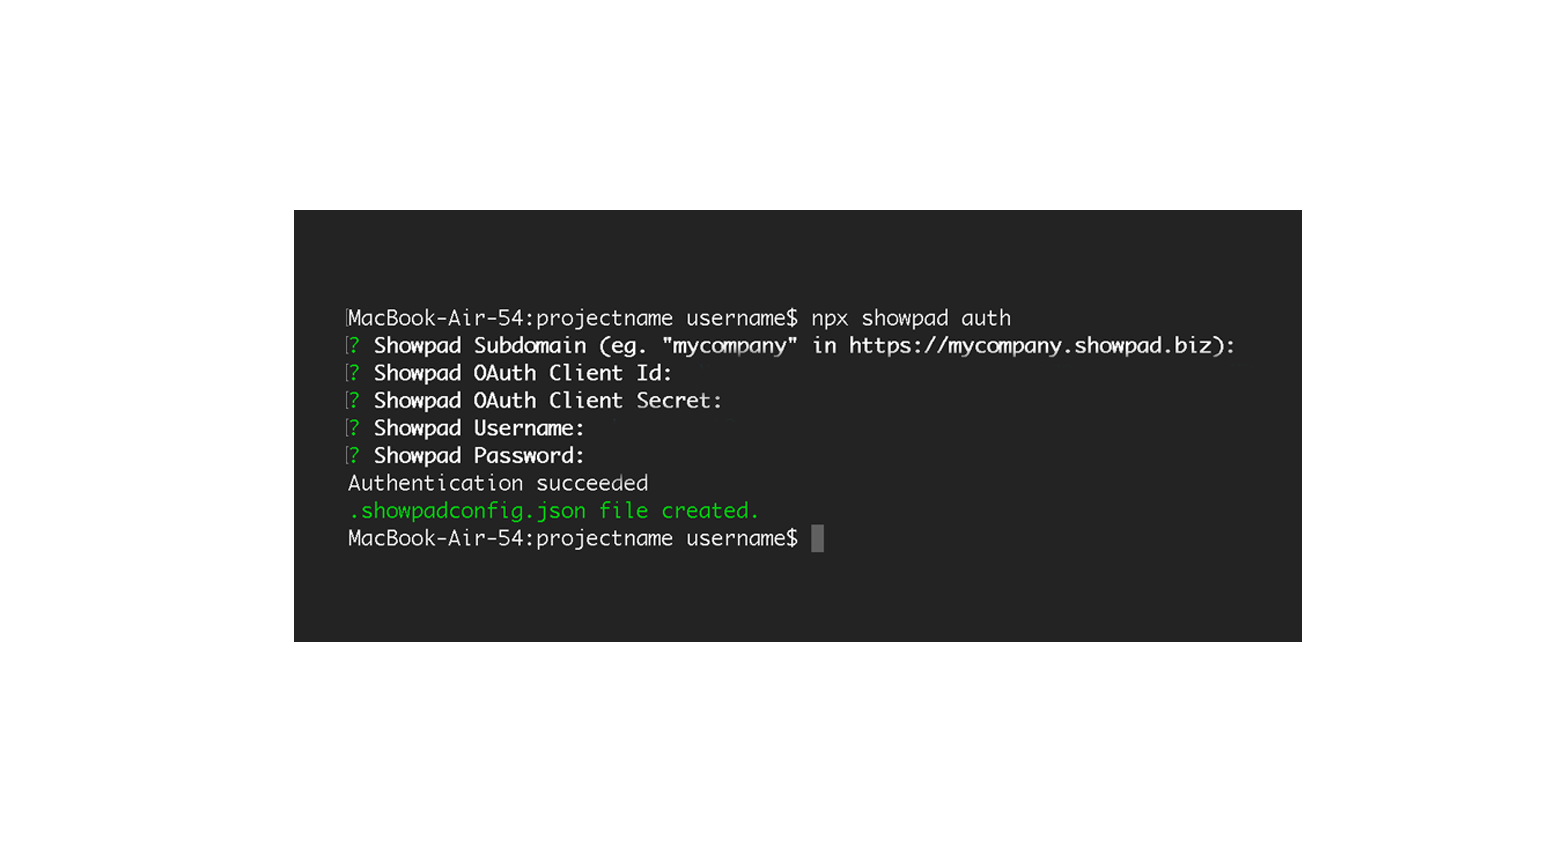 MacBook-Air-54:projectname username$ npx showpad auth
? Showpad Subdomain (eg. "mycompany" in https://mycompany.showpad.biz):
? Showpad OAuth Client Id:
? Showpad OAuth Client Secret:
? Showpad Username:
? Showpad Password:
Authentication succeeded
.showpadconfig.json file created.
MacBook-Air-54:projectname username$